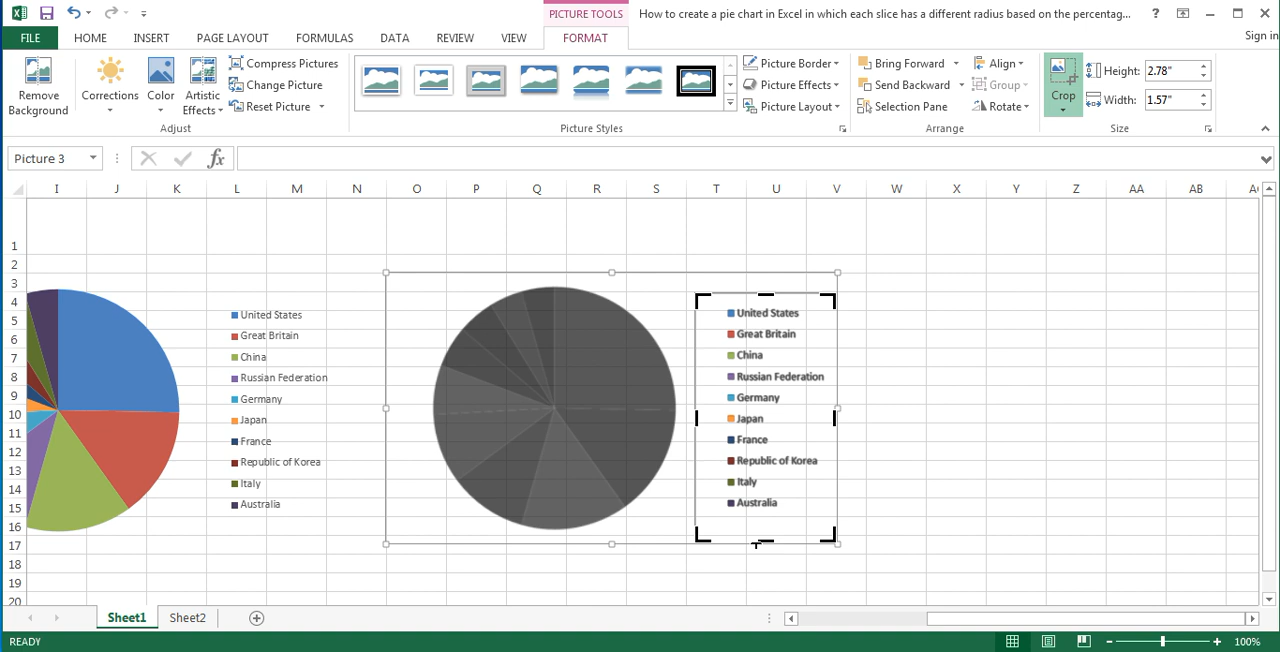 PICTURE TOOLS How to create a pie chart in Excel in which each slice has a different radius based on the percentag... ?
FILE HOME INSERT PAGE LAYOUT FORMULAS DATA REVIEW VIEW FORMAT Sign in
Remove Background
Corrections
Color
Artistic Effects
Compress Pictures
Change Picture
Reset Picture
Adjust
Picture Styles
Picture Border
Picture Effects
Picture Layout
Bring Forward
Send Backward
Selection Pane
Align
Group
Rotate
Arrange
Crop
Height: 2.78"
Width: 1.57"
Size
Picture 3 fx
I J K L M N O P Q R S T U V W X Y Z AA AB
1
2
3
4
5
6
7
8
9
10
11
12
13
14
15
16
17
18
19
20
United States
Great Britain
China
Russian Federation
Germany
Japan
France
Republic of Korea
Italy
Australia
United States
Great Britain
China
Russian Federation
Germany
Japan
France
Republic of Korea
Italy
Australia
Sheet1 Sheet2
READY 100%